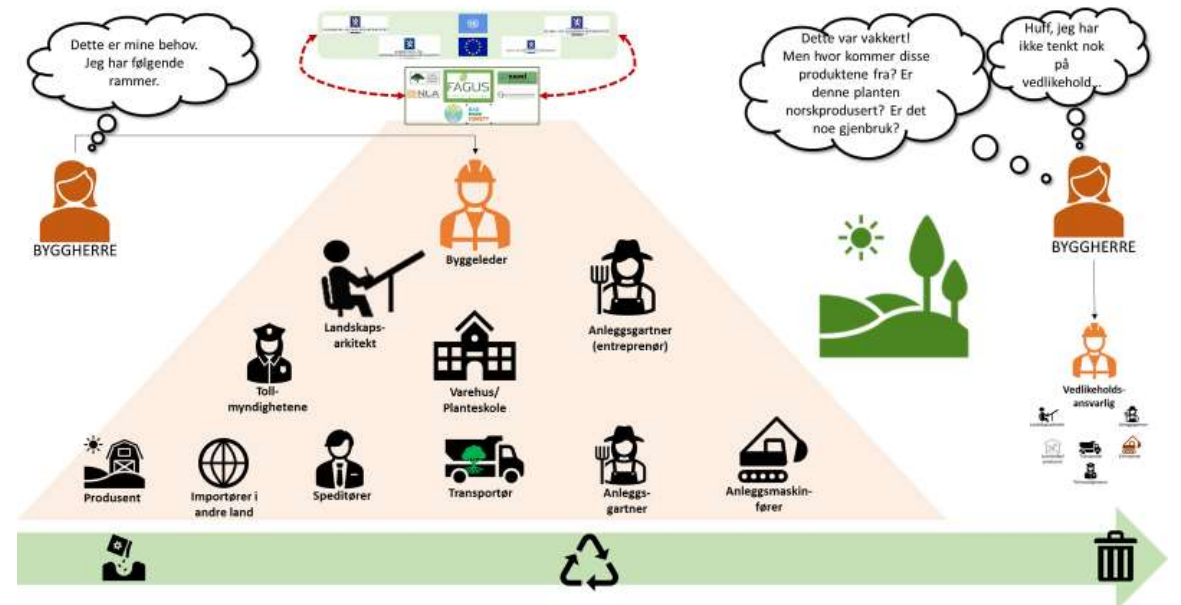 Dette er mine behov.
Jeg har følgende
rammer.
BYGGHERRE
NLA
FAGUS
Byggeleder
Landskaps-
arkitekt
Anleggsgartner
(entreprenør)
Toll-
myndighetene
Varehus/
Planteskole
Produsent
Importører i
andre land
Speditører
Transportør
Anleggs-
gartner
Anleggsmaskin-
fører
Dette var vakkert!
Men hvor kommer disse
produktene fra? Er
denne planten
norskprodusert? Er det
noe gjenbruk?
Huff, jeg har
ikke tenkt nok
på
vedlikehold...
BYGGHERRE
Vedlikeholds-
ansvarlig